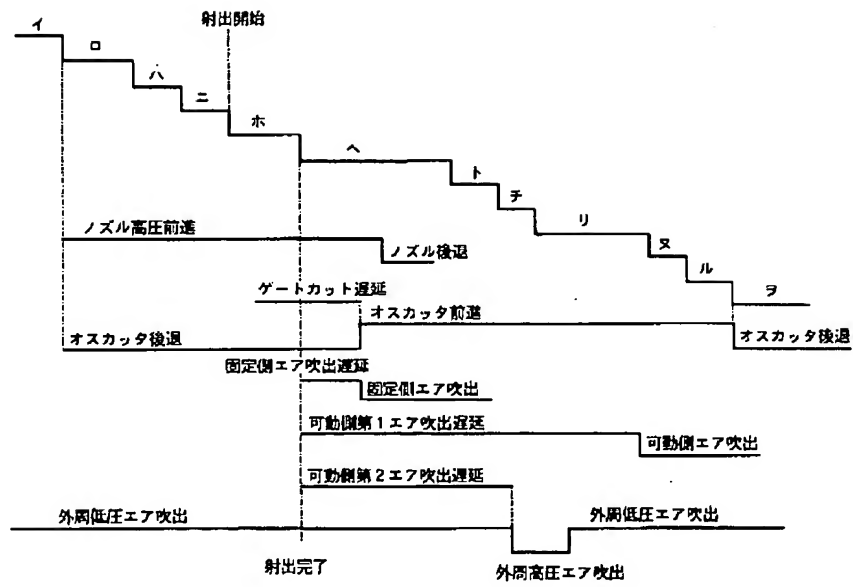 射出開始
イ
ロ
ハ
ニ
ホ
ヘ
ト
チ
リ
ヌ
ル
ヲ
ノズル高圧前進
ノズル後退
ゲートカット遅延
オスカッタ前進
オスカッタ後退
オスカッタ後退
固定側エア吹出遅延
固定側エア吹出
可動側第1エア吹出遅延
可動側エア吹出
可動側第2エア吹出遅延
外周低圧エア吹出
外周低圧エア吹出
射出完了
外周高圧エア吹出